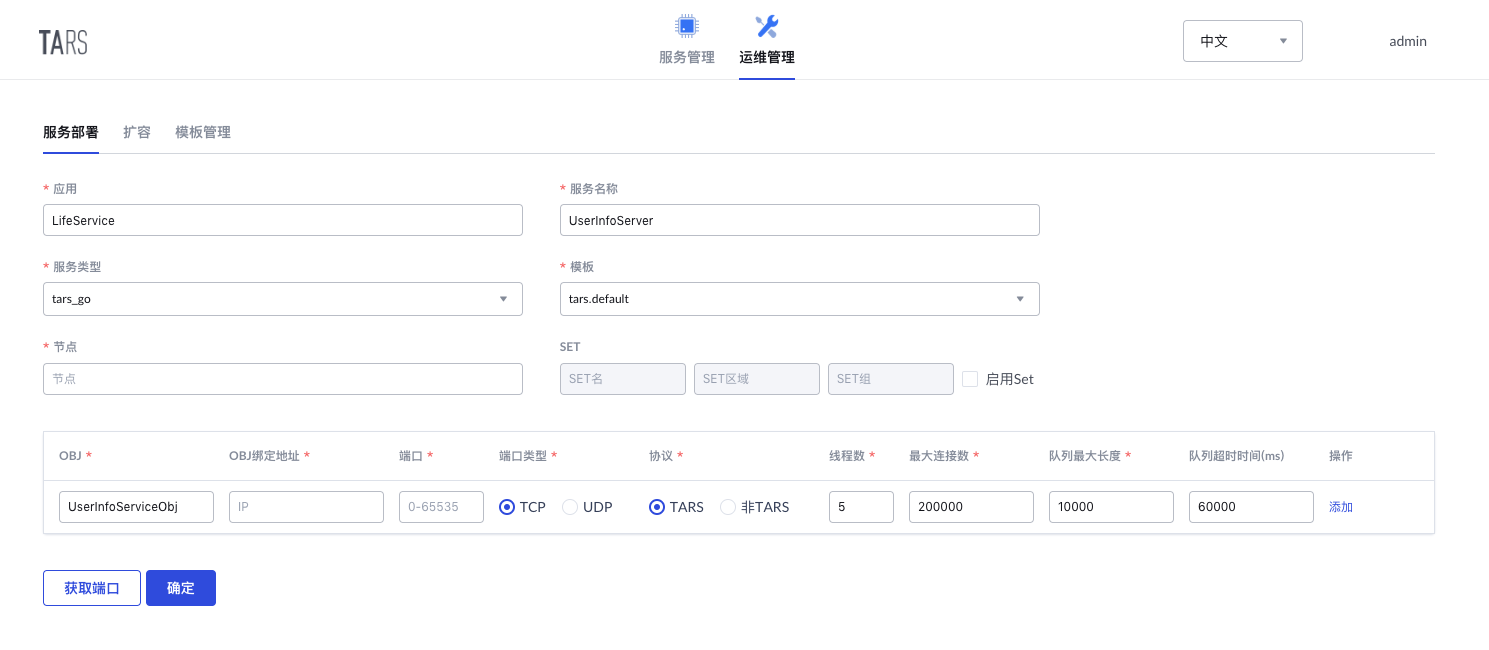 TARS
服务管理
运维管理
中文
admin
服务部署 扩容 模板管理
* 应用
* 服务名称
LifeService
UserInfoServer
* 服务类型
* 模板
tars_go
tars.default
* 节点
SET
节点
SET名 SET区域 SET组 启用Set
OBJ * OBJ绑定地址 * 端口 * 端口类型 * 协议 * 线程数 * 最大连接数 * 队列最大长度 * 队列超时时间(ms) 操作
UserInfoServiceObj IP 0-65535 TCP UDP TARS 非TARS 5 200000 10000 60000 添加
获取端口 确定